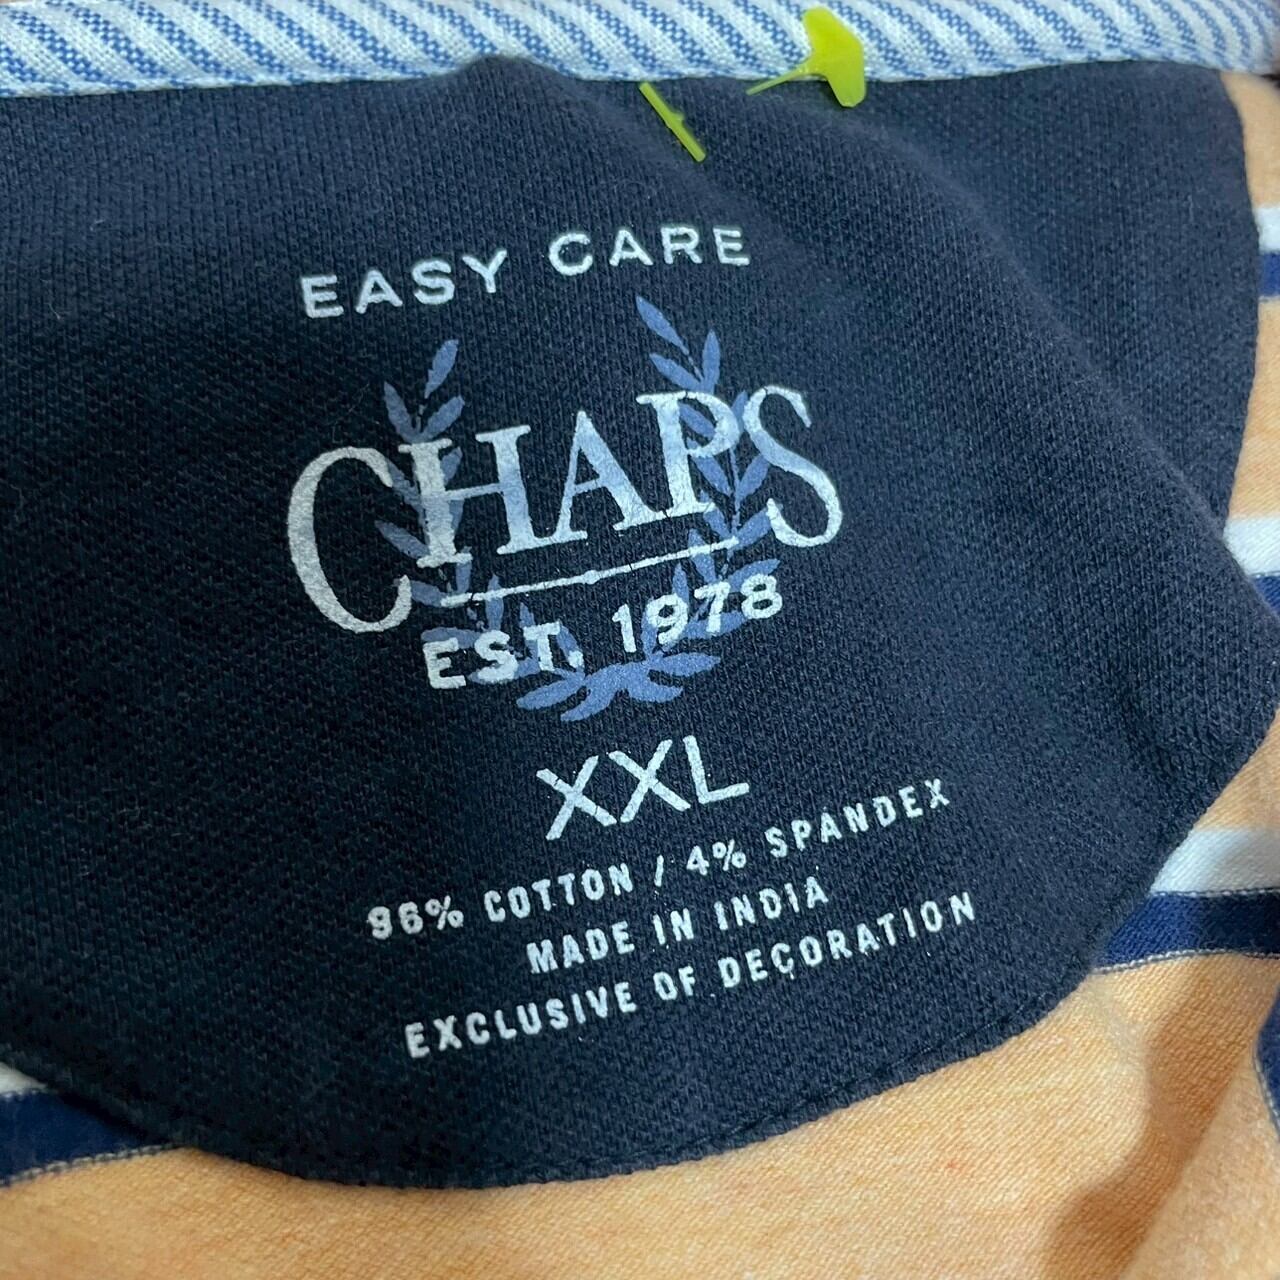 EASY CARE
CHAPS
EST. 1978
XXL
96% COTTON / 4% SPANDEX
MADE IN INDIA
EXCLUSIVE OF DECORATION